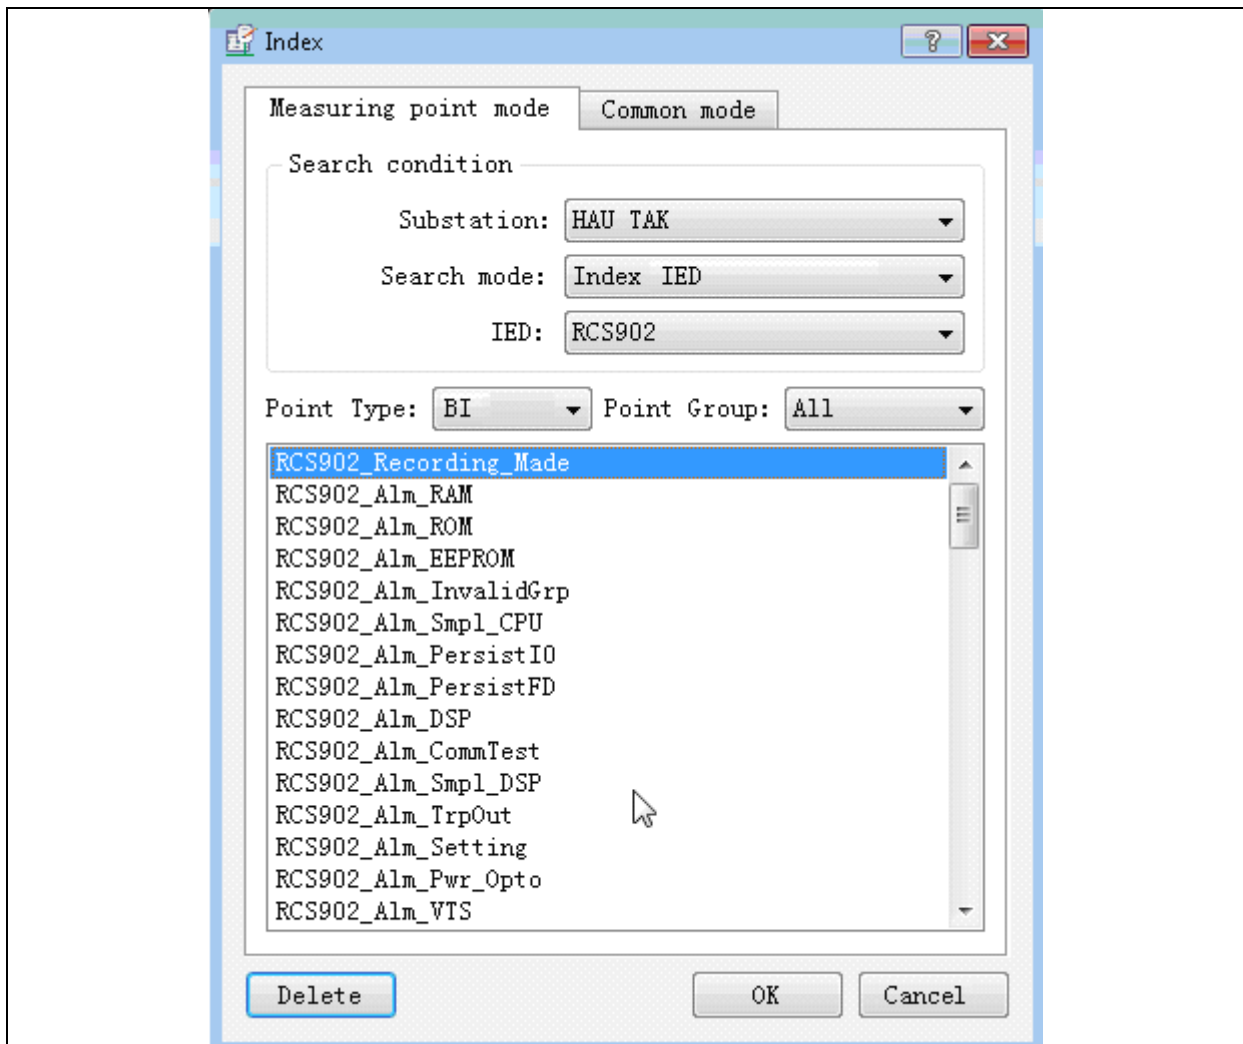 Index
Measuring point mode Common mode
Search condition
Substation: HAU TAK
Search mode: Index IED
IED: RCS902
Point Type: BI Point Group: All
RCS902_Recording_Made
RCS902_Alm_RAM
RCS902_Alm_ROM
RCS902_Alm_EEPROM
RCS902_Alm_InvalidGrp
RCS902_Alm_Smpl_CPU
RCS902_Alm_PersistIO
RCS902_Alm_PersistFD
RCS902_Alm_DSP
RCS902_Alm_CommTest
RCS902_Alm_Smpl_DSP
RCS902_Alm_TrpOut
RCS902_Alm_Setting
RCS902_Alm_Pwr_Opto
RCS902_Alm_VTS
Delete OK Cancel